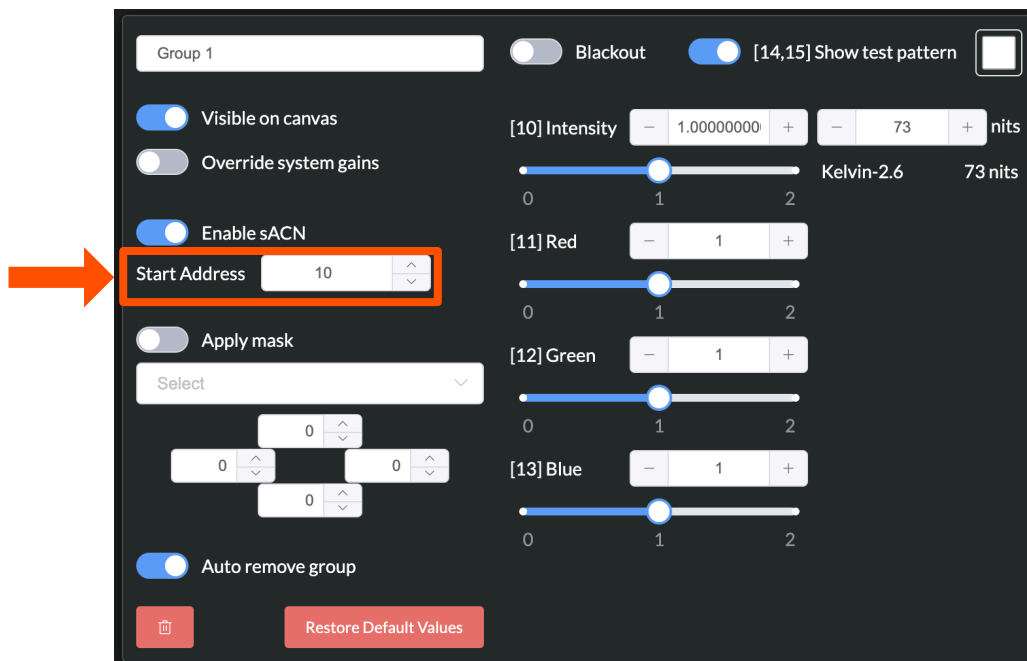 Group 1
Blackout
[14,15] Show test pattern
Visible on canvas
Override system gains
[10] Intensity
1.00000000
73
nits
Kelvin-2.6
73 nits
0
1
2
Enable sACN
Start Address
10
[11] Red
1
0
1
2
Apply mask
Select
[12] Green
1
0
1
2
0
0
0
0
[13] Blue
1
0
1
2
Auto remove group
Restore Default Values